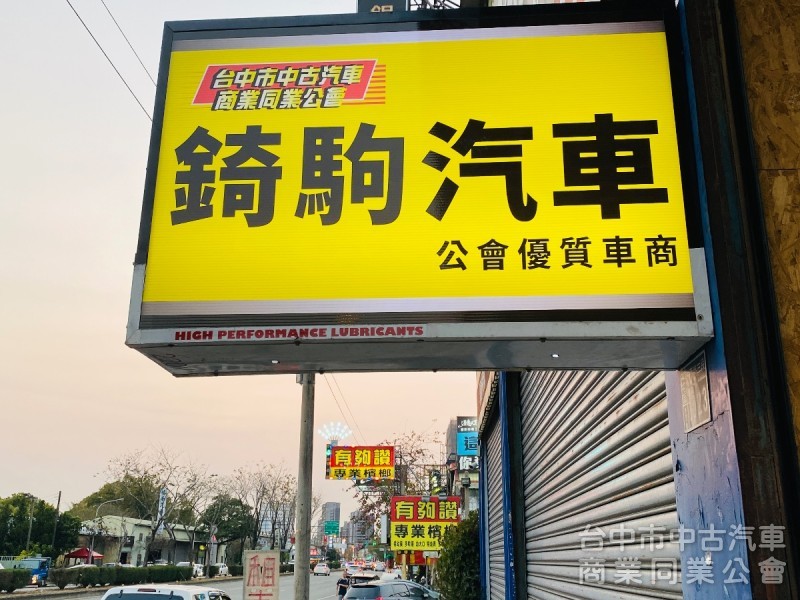 台中市中古汽車
商業同業公會
錡駒汽車
公會優質車商
HIGH PERFORMANCE LUBRICANTS
有夠讚
專業檳榔
有夠讚
專業檳榔
台中市中古汽車
商業同業公會